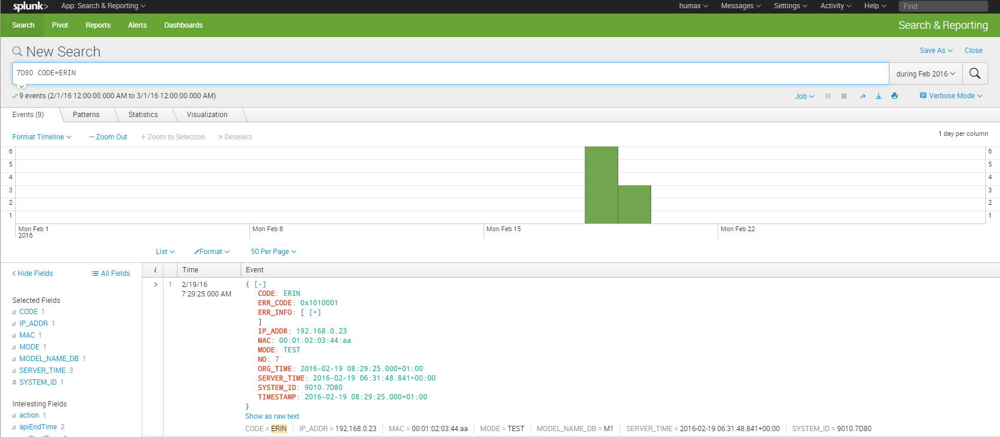 splunk> App: Search & Reporting humax Messages Settings Activity Help Find
Search Pivot Reports Alerts Dashboards Search & Reporting
New Search Save As Close
7D80 CODE=ERIN during Feb 2016
9 events (2/1/16 12:00:00.000 AM to 3/1/16 12:00:00.000 AM) Job Verbose Mode
Events (9) Patterns Statistics Visualization
Format Timeline — Zoom Out + Zoom to Selection × Deselect 1 day per column
6 6
5 5
4 4
3 3
2 2
1 1
Mon Feb 1 Mon Feb 8 Mon Feb 15 Mon Feb 22
2016
List Format 50 Per Page
< Hide Fields All Fields
Selected Fields
a CODE 1
a IP_ADDR 1
a MAC 1
a MODE 1
a MODEL_NAME_DB 1
a SERVER_TIME 3
# SYSTEM_ID 1
Interesting Fields
a action 1
a apiEndTime 2
i Time Event
> 1 2/19/16
7:29:25.000 AM
{ [-]
CODE: ERIN
ERR_CODE: 0x1010001
ERR_INFO: [ [+]
]
IP_ADDR: 192.168.0.23
MAC: 00:01:02:03:44:aa
MODE: TEST
NO: 7
ORG_TIME: 2016-02-19 08:29:25.000+01:00
SERVER_TIME: 2016-02-19 06:31:48.841+00:00
SYSTEM_ID: 9010.7D80
TIMESTAMP: 2016-02-19 08:29:25.000+01:00
}
Show as raw text
CODE = ERIN IP_ADDR = 192.168.0.23 MAC = 00:01:02:03:44:aa MODE = TEST MODEL_NAME_DB = M1 SERVER_TIME = 2016-02-19 06:31:48.841+00:00 SYSTEM_ID = 9010.7D80